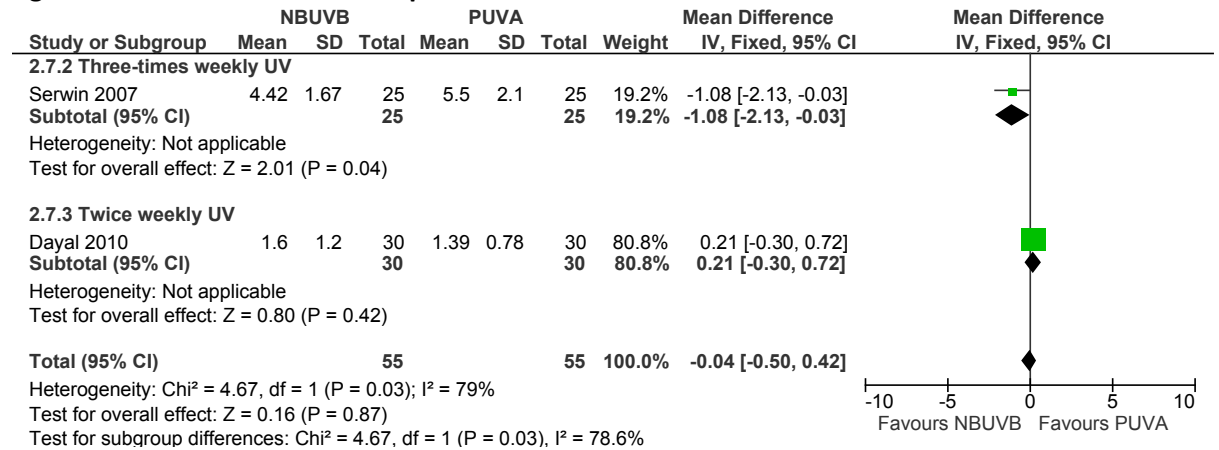 NBUVB PUVA Mean Difference Mean Difference
Study or Subgroup Mean SD Total Mean SD Total Weight IV, Fixed, 95% CI IV, Fixed, 95% CI
2.7.2 Three-times weekly UV
Serwin 2007 4.42 1.67 25 5.5 2.1 25 19.2% -1.08 [-2.13, -0.03]
Subtotal (95% CI) 25 25 19.2% -1.08 [-2.13, -0.03]
Heterogeneity: Not applicable
Test for overall effect: Z = 2.01 (P = 0.04)
2.7.3 Twice weekly UV
Dayal 2010 1.6 1.2 30 1.39 0.78 30 80.8% 0.21 [-0.30, 0.72]
Subtotal (95% CI) 30 30 80.8% 0.21 [-0.30, 0.72]
Heterogeneity: Not applicable
Test for overall effect: Z = 0.80 (P = 0.42)
Total (95% CI) 55 55 100.0% -0.04 [-0.50, 0.42]
Heterogeneity: Chi² = 4.67, df = 1 (P = 0.03); I² = 79%
Test for overall effect: Z = 0.16 (P = 0.87)
Test for subgroup differences: Chi² = 4.67, df = 1 (P = 0.03), I² = 78.6%
-10 -5 0 5 10
Favours NBUVB Favours PUVA